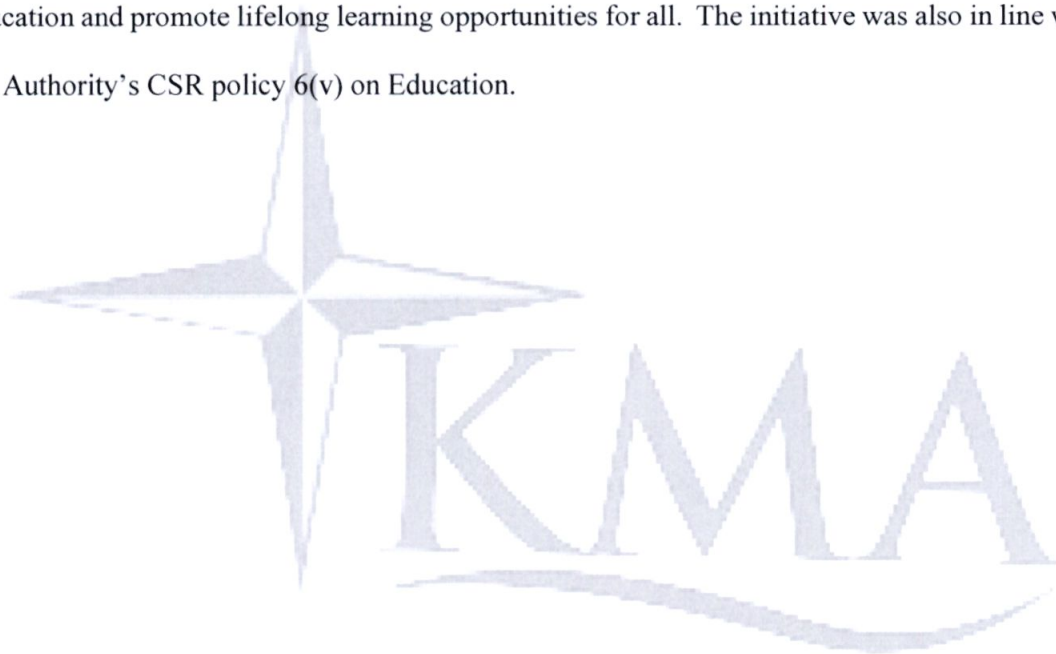 cation and promote lifelong learning opportunities for all. The initiative was also in line
Authority's CSR policy 6(v) on Education.
KMA